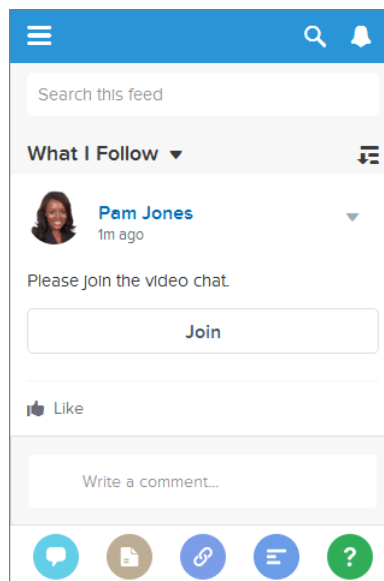 Search this feed
What I Follow
Pam Jones
1m ago
Please join the video chat.
Join
Like
Write a comment...
?